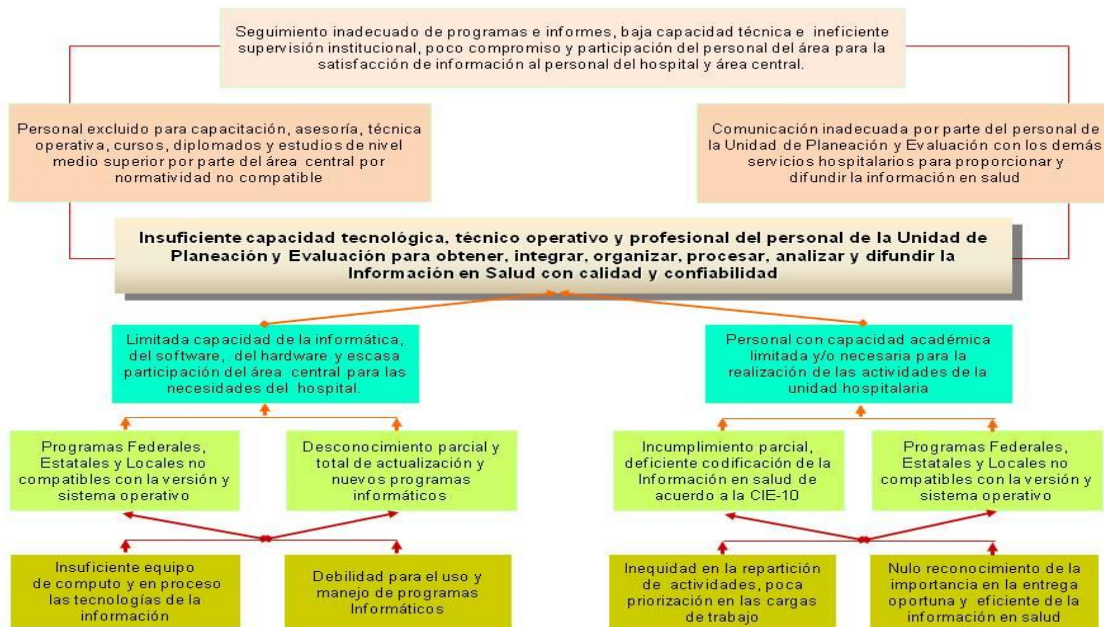 Seguimiento inadecuado de programas e informes, baja capacidad técnica e ineficiente
supervisión institucional, poco compromiso y participación del personal del área para la
satisfacción de información al personal del hospital y área central.
Personal excluido para capacitación, asesoría, técnica
operativa, cursos, diplomados y estudios de nivel
medio superior por parte del área central por
normatividad no compatible
Comunicación inadecuada por parte del personal de
la Unidad de Planeación y Evaluación con los demás
servicios hospitalarios para proporcionar y
difundir la información en salud
Insuficiente capacidad tecnológica, técnico operativo y profesional del personal de la Unidad de
Planeación y Evaluación para obtener, integrar, organizar, procesar, analizar y difundir la
Información en Salud con calidad y confiabilidad
Limitada capacidad de la informática,
del software, del hardware y escasa
participación del área central para las
necesidades del hospital.
Personal con capacidad académica
limitada y/o necesaria para la
realización de las actividades de la
unidad hospitalaria
Programas Federales,
Estatales y Locales no
compatibles con la versión y
sistema operativo
Desconocimiento parcial y
total de actualización y
nuevos programas
informáticos
Incumplimiento parcial,
deficiente codificación de la
Información en salud de
acuerdo a la CIE-10
Programas Federales,
Estatales y Locales no
compatibles con la versión y
sistema operativo
Insuficiente equipo
de computo y en proceso
las tecnologías de la
información
Debilidad para el uso y
manejo de programas
Informáticos
Inequidad en la repartición
de actividades, poca
priorización en las cargas
de trabajo
Nulo reconocimiento de la
importancia en la entrega
oportuna y eficiente de la
información en salud